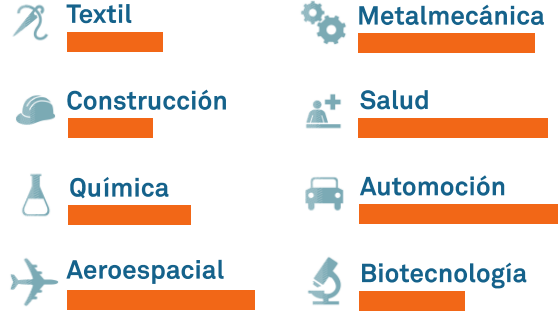 Textil
Metalmecánica
Construcción
Salud
Química
Automoción
Aeroespacial
Biotecnología